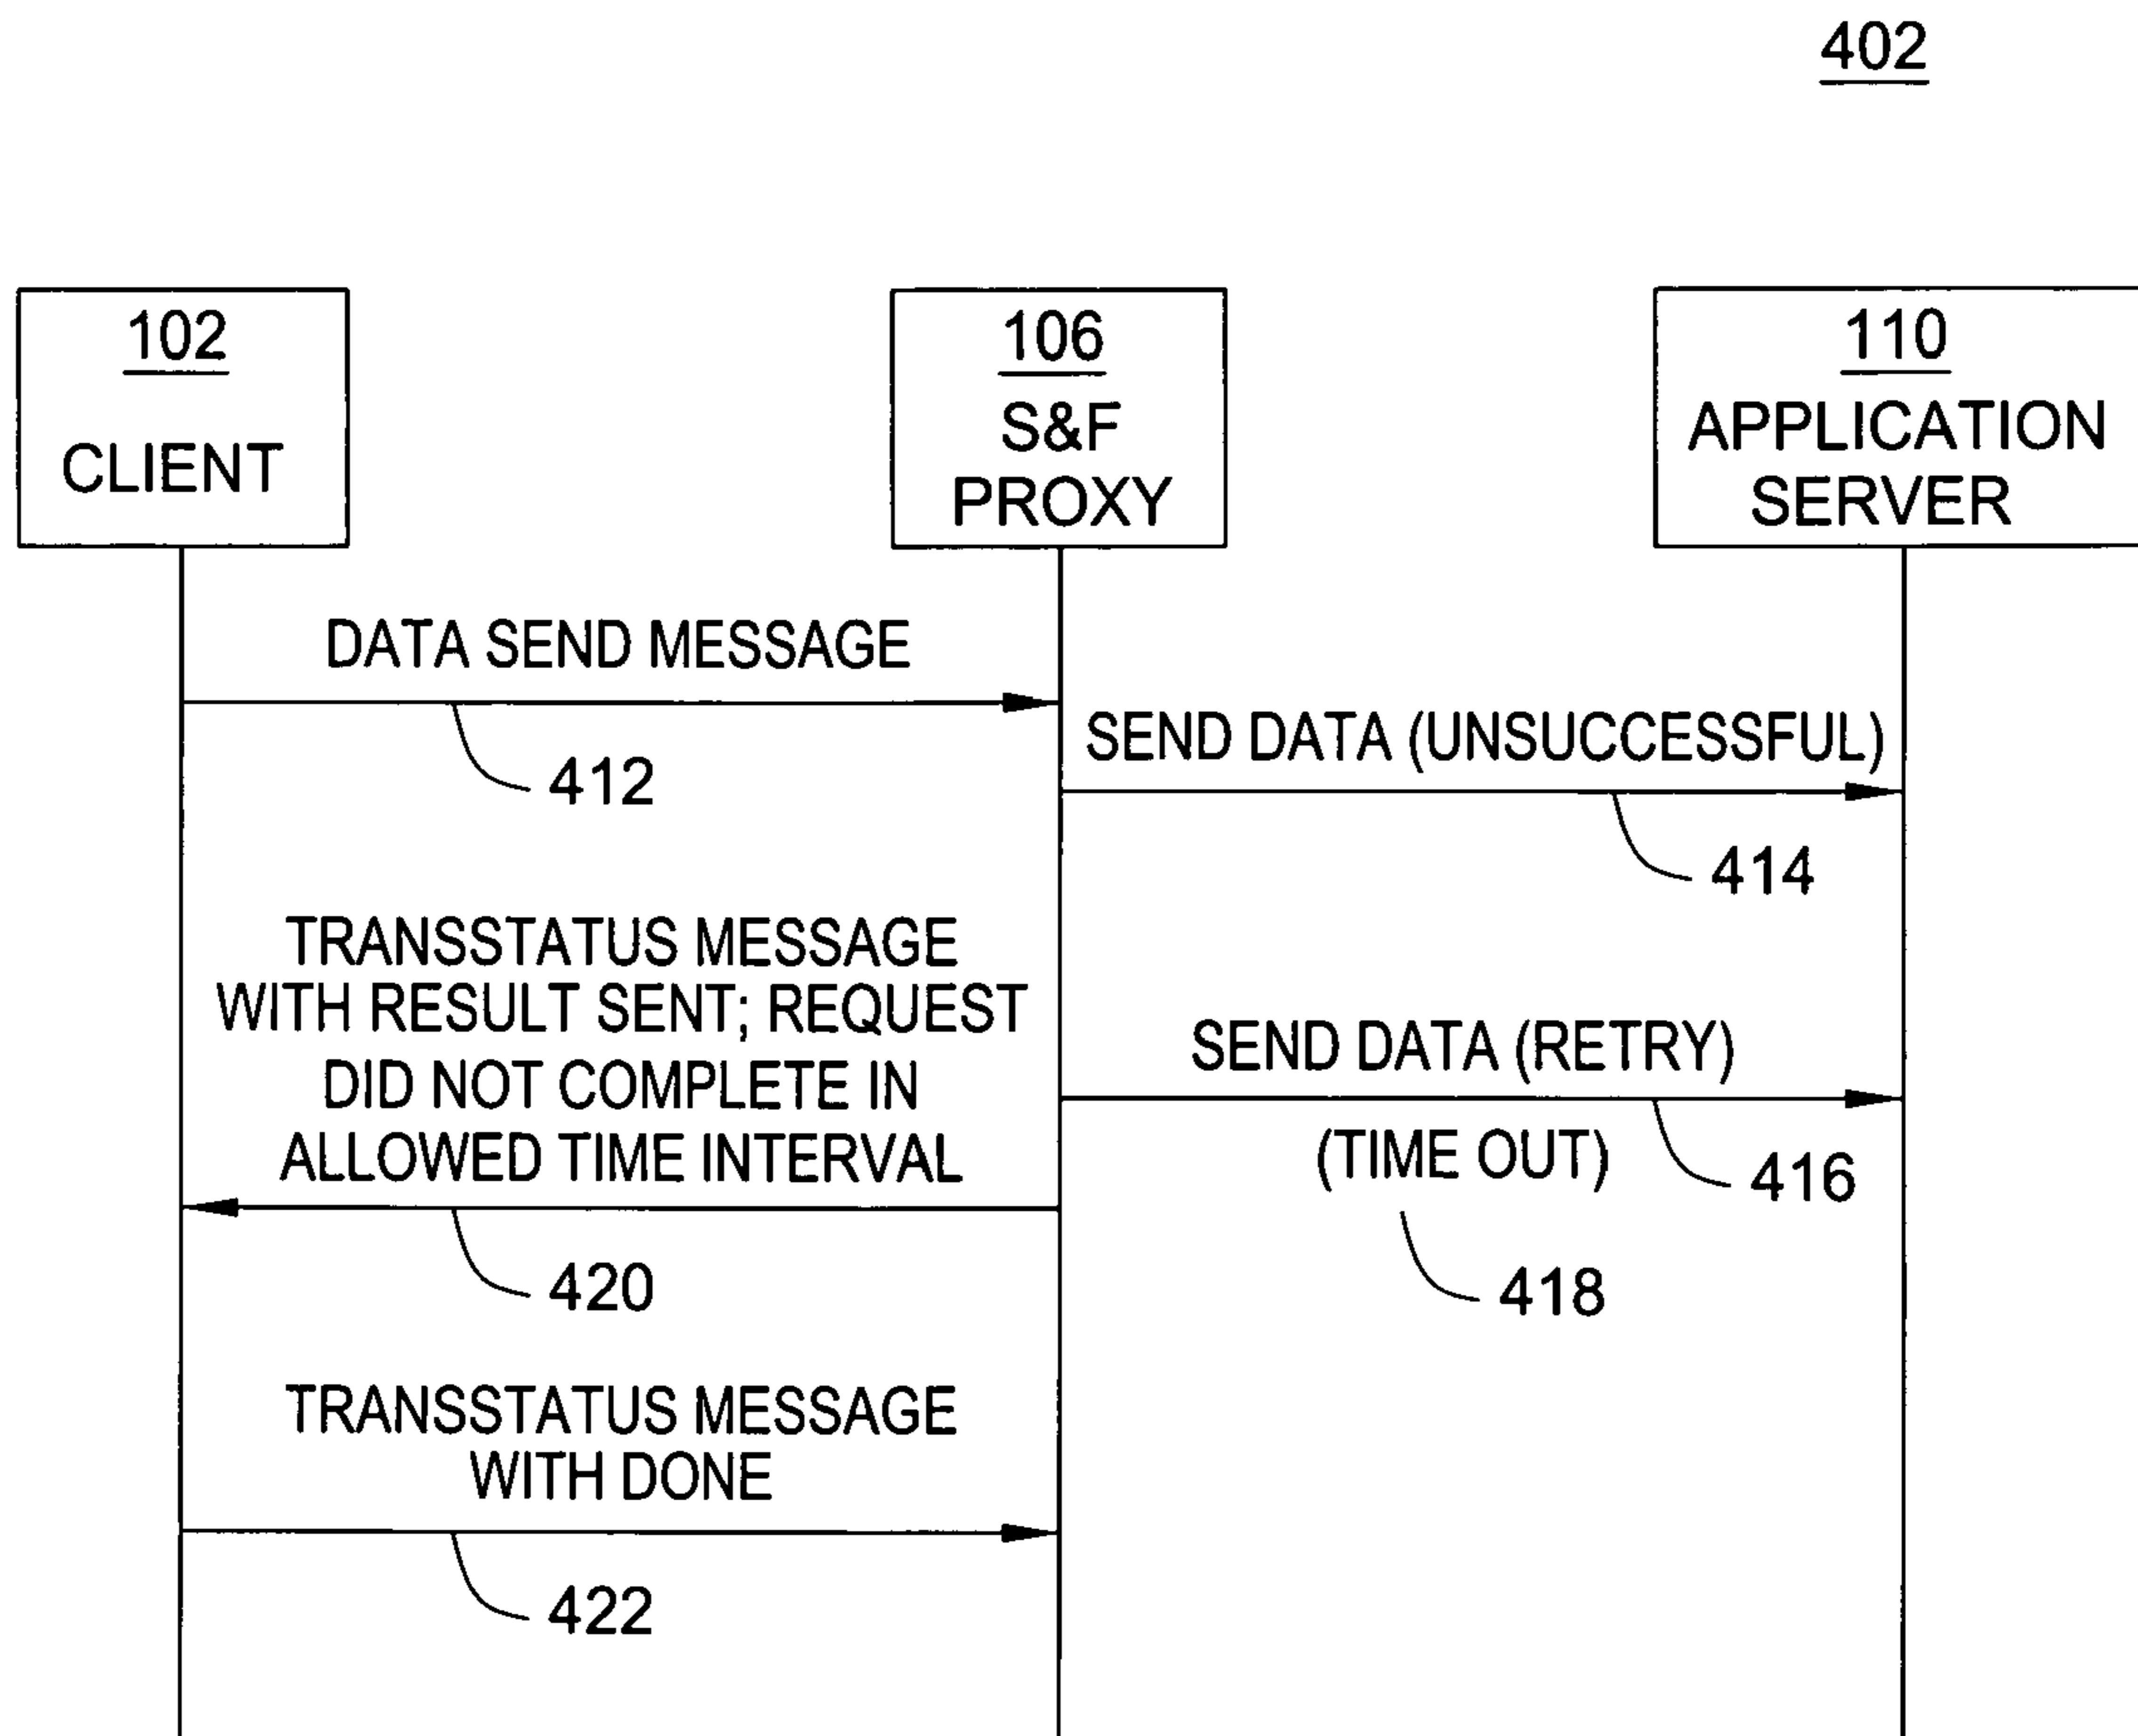 402
102
CLIENT
106
S&F
PROXY
110
APPLICATION
SERVER
DATA SEND MESSAGE
412
SEND DATA (UNSUCCESSFUL)
414
TRANSSTATUS MESSAGE
WITH RESULT SENT; REQUEST
DID NOT COMPLETE IN
ALLOWED TIME INTERVAL
420
SEND DATA (RETRY)
416
(TIME OUT)
418
TRANSSTATUS MESSAGE
WITH DONE
422